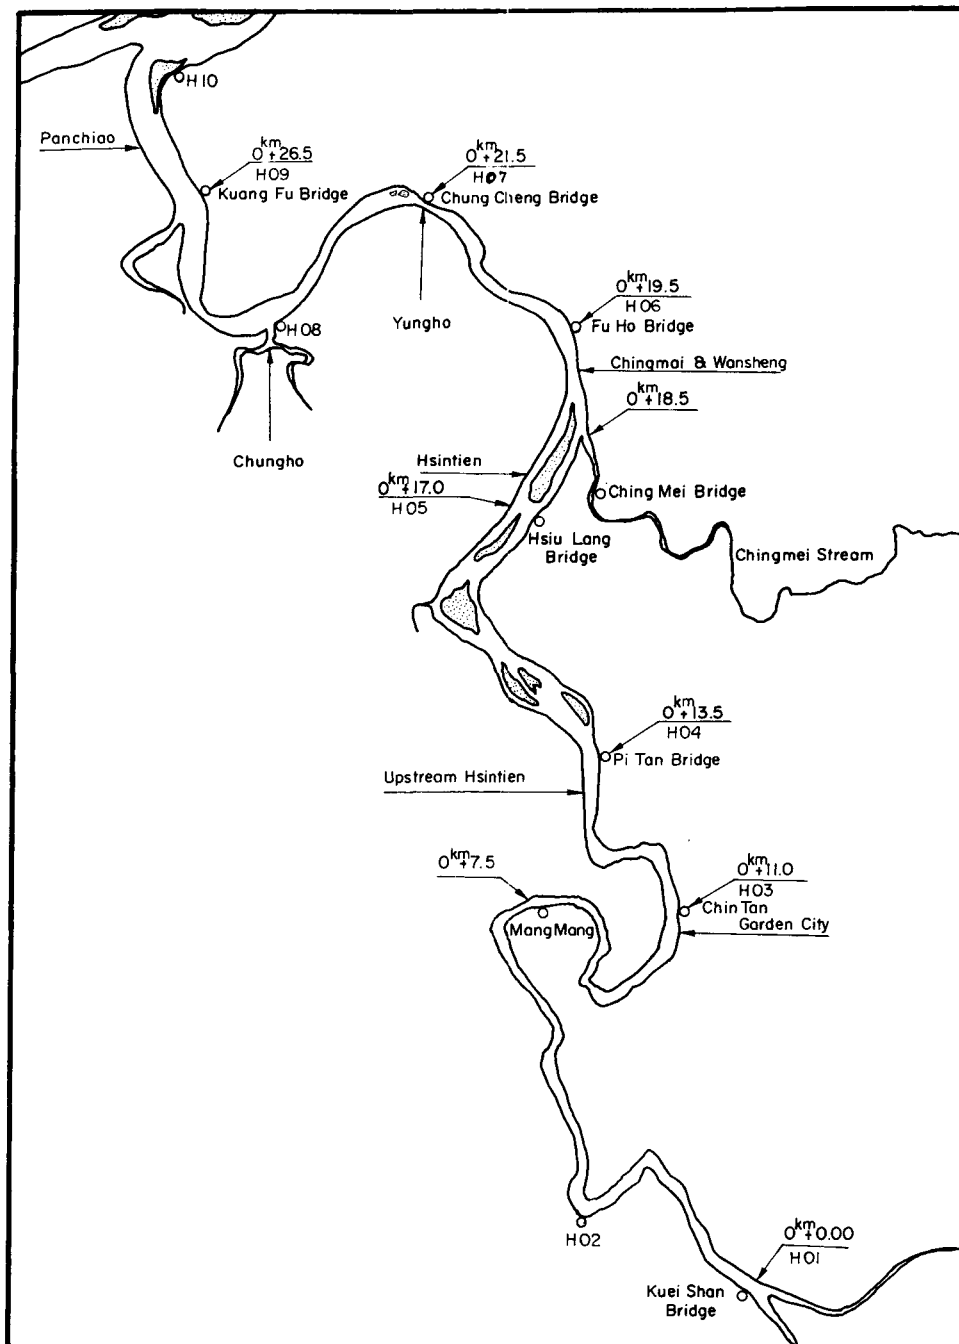 H10
Panchiao
0km+26.5
H09
Kuang Fu Bridge
0km+21.5
H07
Chung Cheng Bridge
0km+19.5
H06
Fu Ho Bridge
H08
Yungho
Chingmai & Wansheng
0km+18.5
Chungho
Hsintien
0km+17.0
H05
Ching Mei Bridge
Hsiu Lang
Bridge
Chingmei Stream
0km+13.5
H04
Pi Tan Bridge
Upstream Hsintien
0km+7.5
0km+11.0
H03
Chin Tan
Garden City
Mang Mang
H02
0km+0.00
H01
Kuei Shan
Bridge